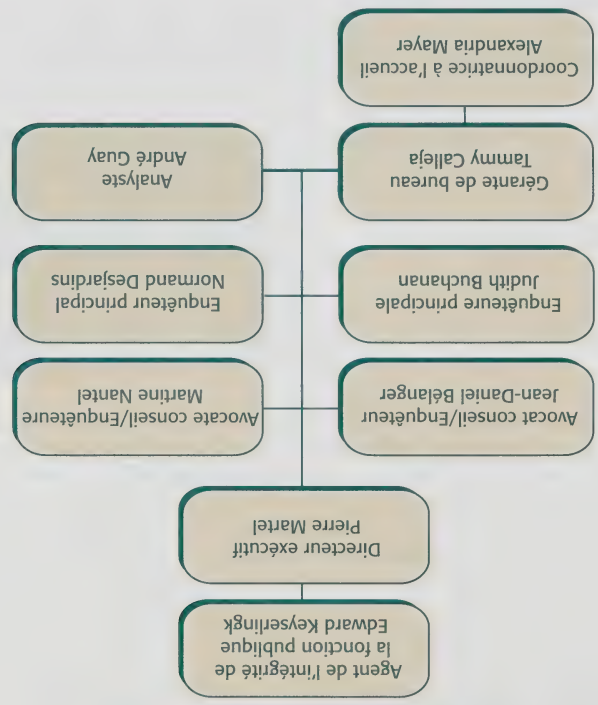 Agent de l'intégrité de
la fonction publique
Edward Keyserlingk
Directeur exécutif
Pierre Martel
Avocate conseil/Enquêteure
Martine Nantel
Avocat conseil/Enquêteur
Jean-Daniel Bélanger
Enquêteur principal
Normand Desjardins
Enquêteure principale
Judith Buchanan
Analyste
André Guay
Gérante de bureau
Tammy Calleja
Coordonnatrice à l'accueil
Alexandria Mayer